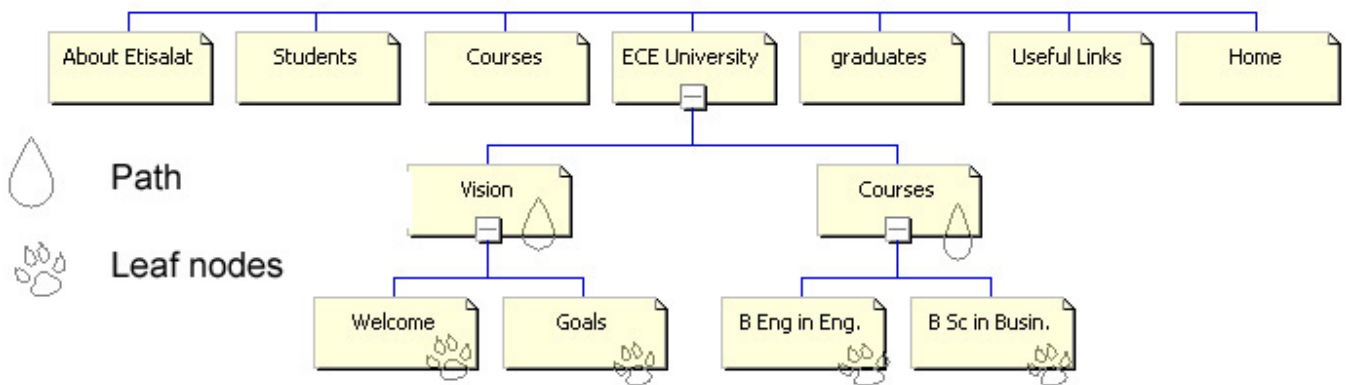 About Etisalat
Students
Courses
ECE University
graduates
Useful Links
Home
Path
Vision
Courses
Leaf nodes
Welcome
Goals
B Eng in Eng.
B Sc in Busin.